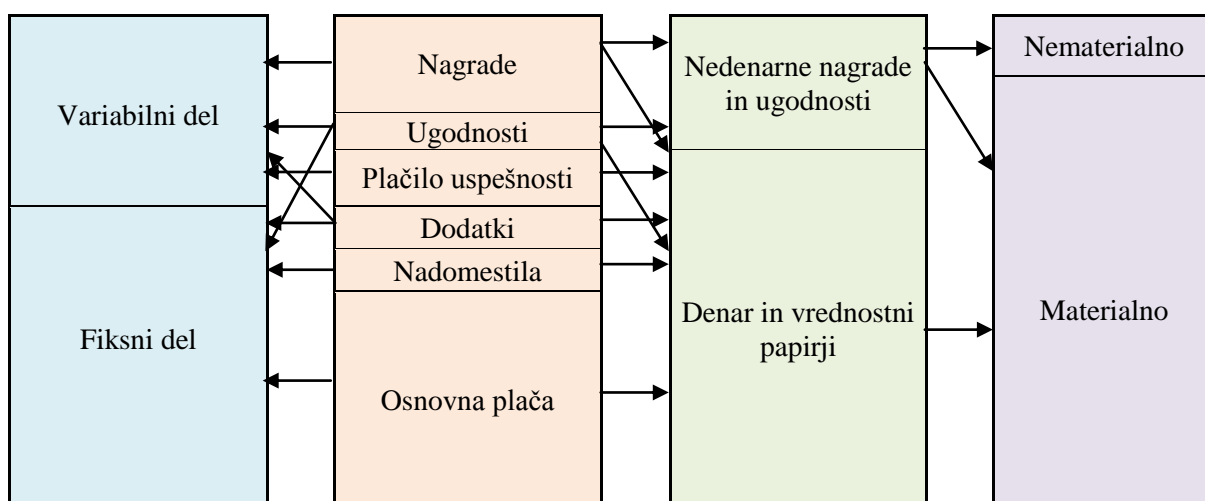 Variabilni del
Fiksni del
Nagrade
Ugodnosti
Plačilo uspešnosti
Dodatki
Nadomestila
Osnovna plača
Nedenarne nagrade
in ugodnosti
Denar in vrednostni
papirji
Nematerialno
Materialno